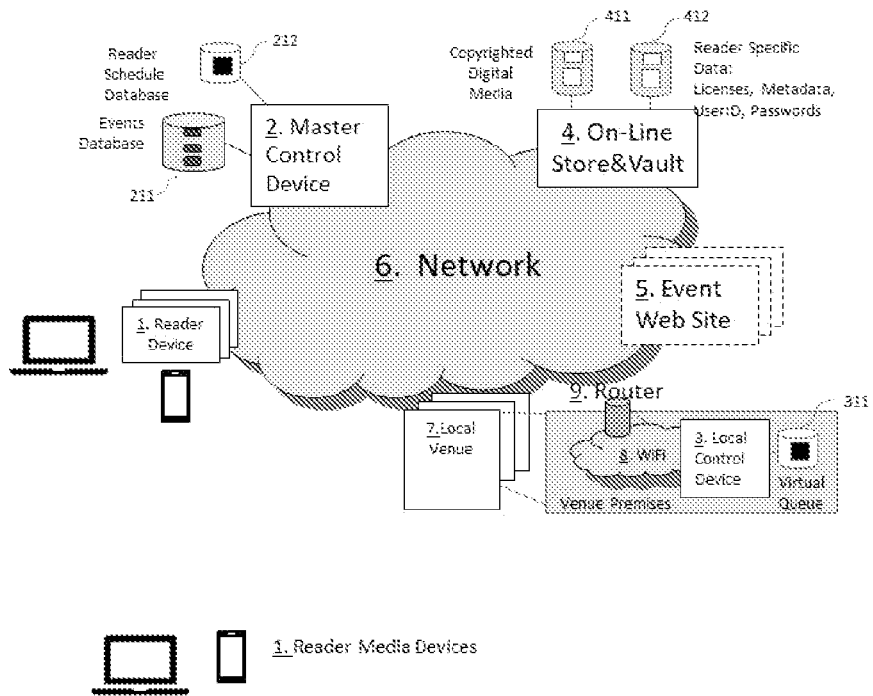 411
412
212
Reader
Schedule
Database
Copyrighted
Digital
Media
Reader Specific
Data:
Licenses, Metadata,
UserID, Passwords
Events
Database
2. Master
Control
Device
4. On-Line
Store&Vault
211
6. Network
5. Event
Web Site
1. Reader
Device
9. Router
311
7. Local
Venue
8. WiFi
3. Local
Control
Device
Venue Premises
Virtual
Queue
1. Reader Media Devices